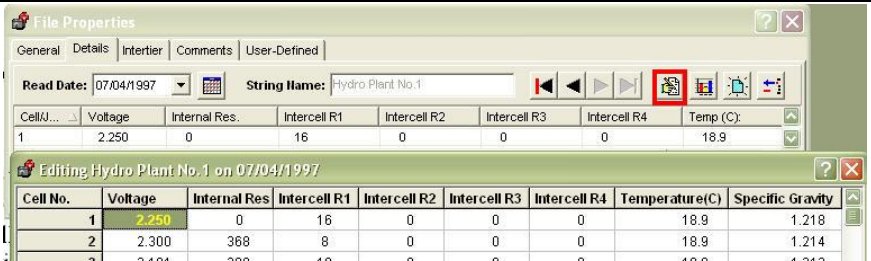 File Properties
General Details Intertier Comments User-Defined
Read Date: 07/04/1997 String Name: Hydro Plant No.1
Cell/J... Voltage Internal Res. Intercell R1 Intercell R2 Intercell R3 Intercell R4 Temp (C):
1 2.250 0 16 0 0 0 18.9
Editing Hydro Plant No.1 on 07/04/1997
Cell No. Voltage Internal Res Intercell R1 Intercell R2 Intercell R3 Intercell R4 Temperature(C) Specific Gravity
1 2.250 0 16 0 0 0 18.9 1.218
2 2.300 368 8 0 0 0 18.9 1.214